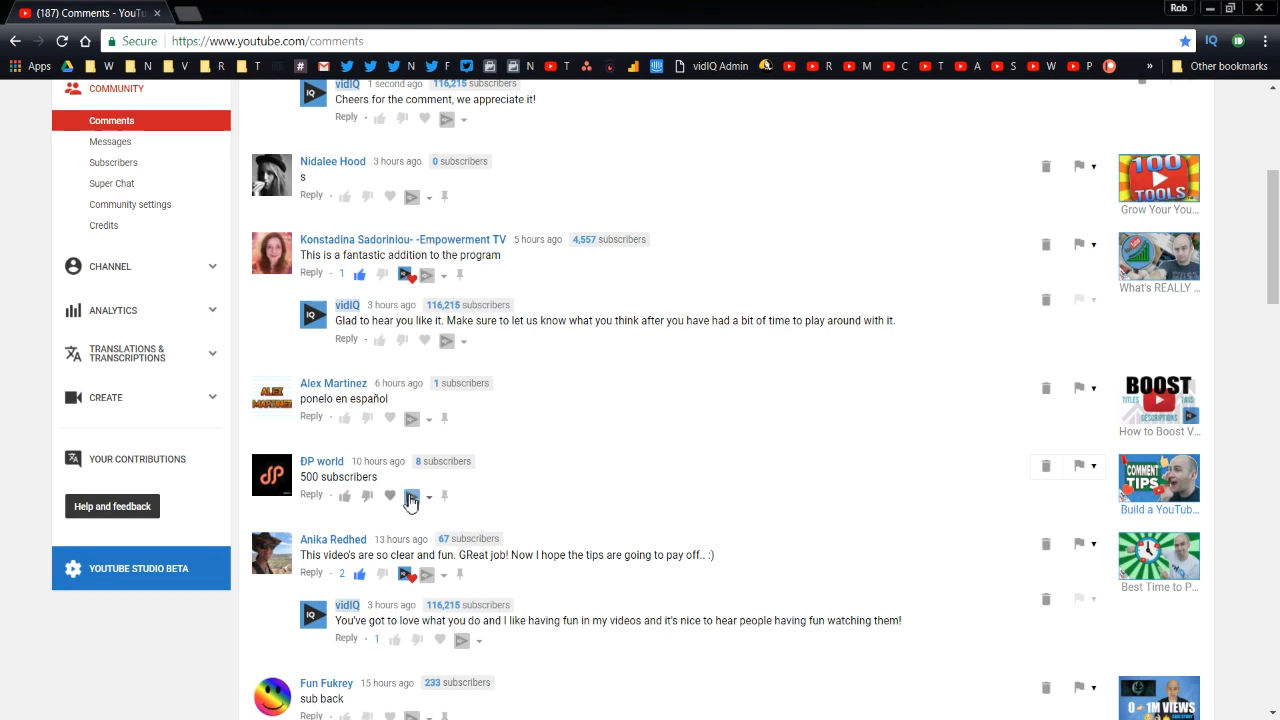 (187) Comments - YouTu
Rob
Secure
https://www.youtube.com/comments
IQ
Apps W N V R T # T N F N T vidIQ Admin R M C T A S W P » Other bookmarks
COMMUNITY
Comments
Messages
Subscribers
Super Chat
Community settings
Credits
CHANNEL
ANALYTICS
TRANSLATIONS &
TRANSCRIPTIONS
CREATE
YOUR CONTRIBUTIONS
Help and feedback
YOUTUBE STUDIO BETA
vidIQ 1 second ago 116,215 subscribers
Cheers for the comment, we appreciate it!
Reply
Nidalee Hood 3 hours ago 0 subscribers
s
Reply
100
TOOLS
Grow Your You...
Konstadina Sadoriniou- -Empowerment TV 5 hours ago 4,557 subscribers
This is a fantastic addition to the program
Reply · 1
What's REALLY ...
vidIQ 3 hours ago 116,215 subscribers
Glad to hear you like it. Make sure to let us know what you think after you have had a bit of time to play around with it.
Reply
Alex Martinez 6 hours ago 1 subscribers
ponelo en español
Reply
ALEX
MARTINEZ
BOOST
TITLES TAGS
DESCRIPTIONS
How to Boost V...
ĐP world 10 hours ago 8 subscribers
500 subscribers
Reply
COMMENT
TIPS
Build a YouTub...
Anika Redhed 13 hours ago 67 subscribers
This video's are so clear and fun. GReat job! Now I hope the tips are going to pay off.. :)
Reply · 2
Best Time to P...
vidIQ 3 hours ago 116,215 subscribers
You've got to love what you do and I like having fun in my videos and it's nice to hear people having fun watching them!
Reply · 1
Fun Fukrey 15 hours ago 233 subscribers
sub back
Reply
0 1M VIEWS